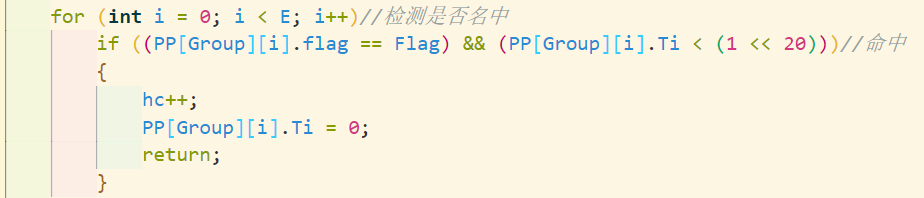 for (int i = 0; i < E; i++)//检测是否名中
if ((PP[Group][i].flag == Flag) && (PP[Group][i].Ti < (1 << 20)))//命中
{
hc++;
PP[Group][i].Ti = 0;
return;
}